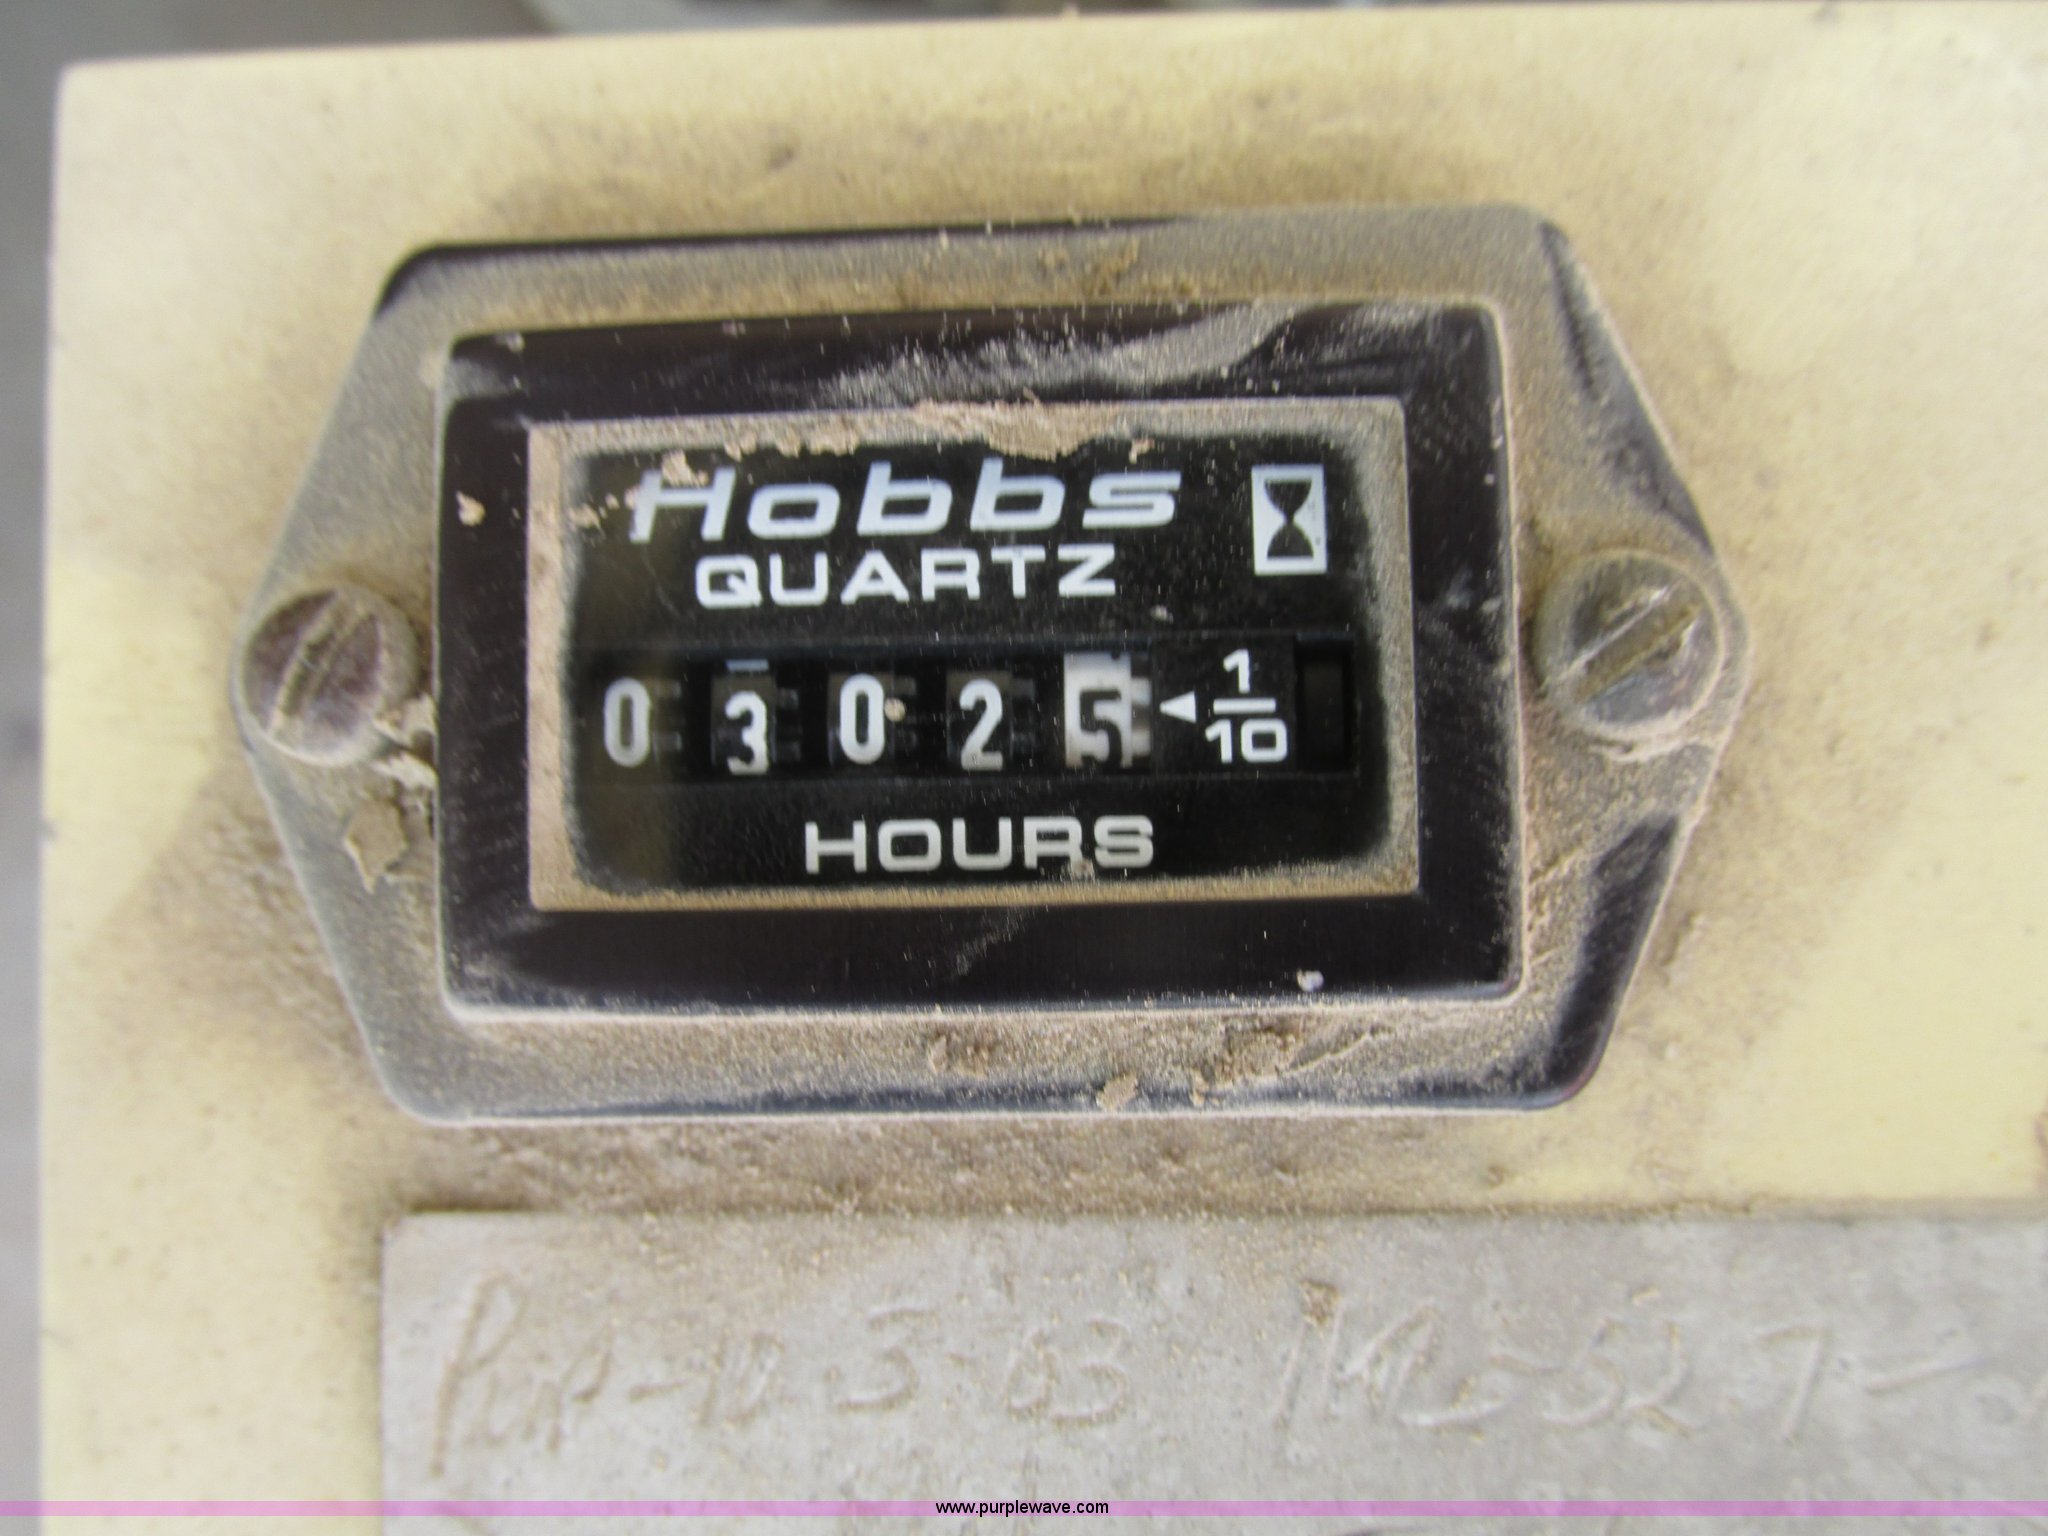 Hobbs
QUARTZ
0 3 0 2 5 1/10
HOURS
www.purplewave.com